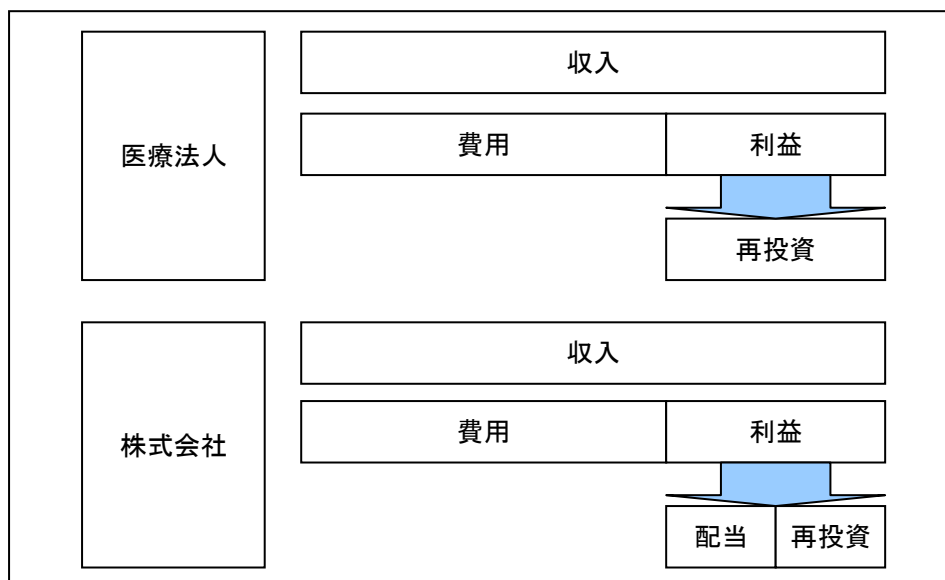 医療法人
収入
費用 利益
再投資
株式会社
収入
費用 利益
配当 再投資